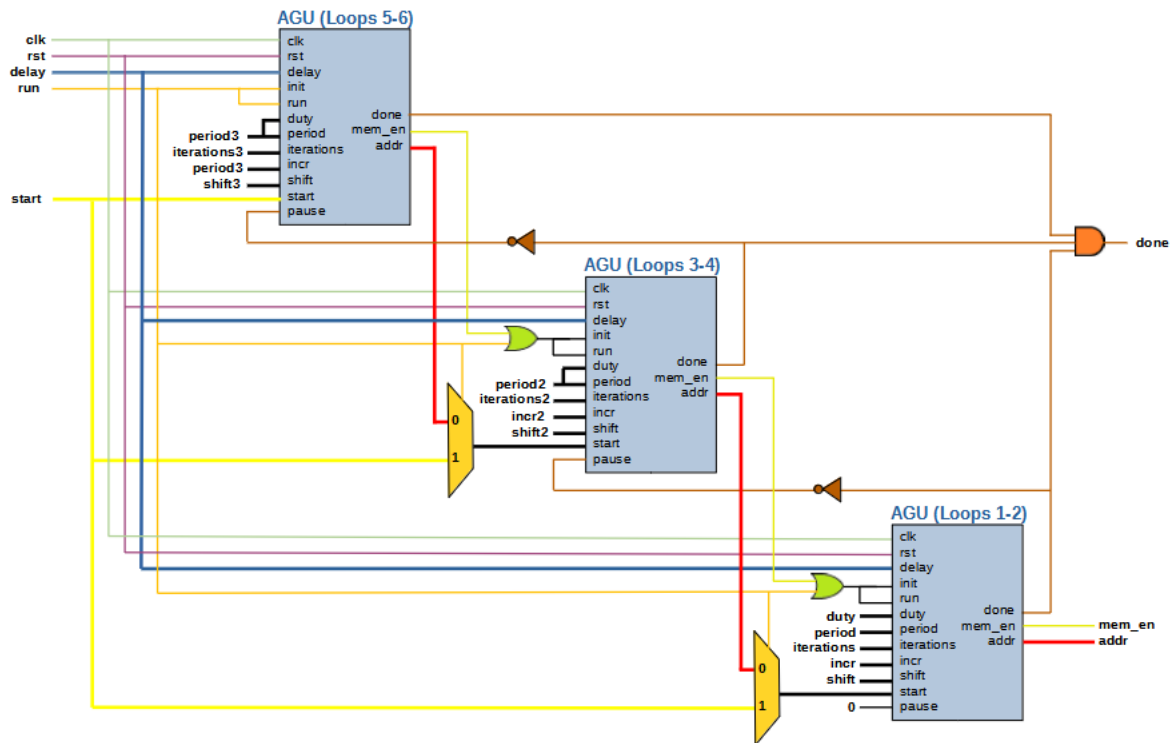 AGU (Loops 5-6)
clk
rst
delay
run
start
clk
rst
delay
init
run
duty
period
iterations
incr
shift
start
pause
done
mem_en
addr
period3
iterations3
period3
shift3
done
AGU (Loops 3-4)
clk
rst
delay
init
run
duty
period
iterations
incr
shift
start
pause
done
mem_en
addr
period2
iterations2
incr2
shift2
0
1
AGU (Loops 1-2)
clk
rst
delay
init
run
duty
period
iterations
incr
shift
start
pause
done
mem_en
addr
duty
period
iterations
incr
shift
0
0
1
mem_en
addr